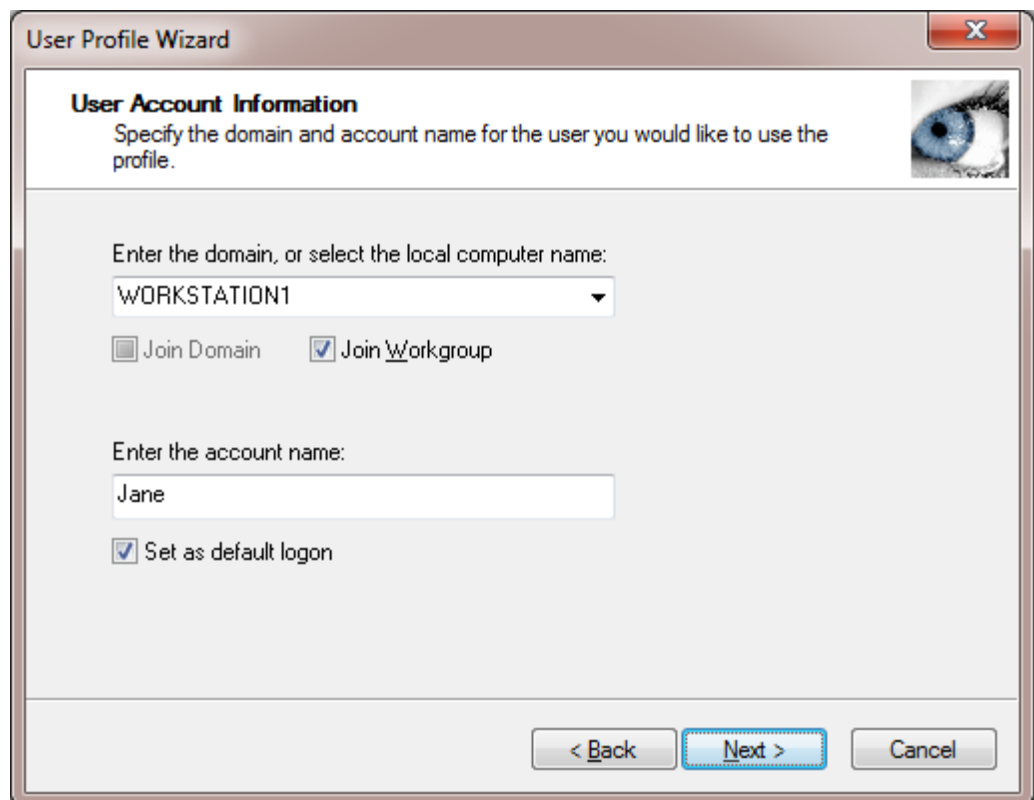 User Profile Wizard
User Account Information
Specify the domain and account name for the user you would like to use the
profile.
Enter the domain, or select the local computer name:
WORKSTATION1
Join Domain Join Workgroup
Enter the account name:
Jane
Set as default logon
< Back Next > Cancel